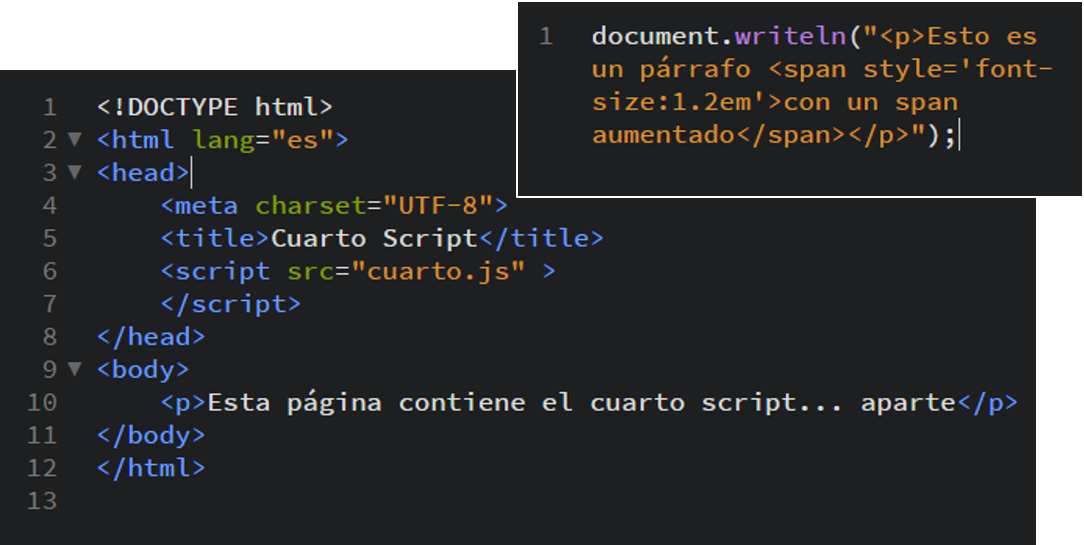 1 document.writeln("<p>Esto es
un párrafo <span style='font-
size:1.2em'>con un span
aumentado</span></p>");
1 <!DOCTYPE html>
2 <html lang="es">
3 <head>
4 <meta charset="UTF-8">
5 <title>Cuarto Script</title>
6 <script src="cuarto.js" >
7 </script>
8 </head>
9 <body>
10 <p>Esta página contiene el cuarto script... aparte</p>
11 </body>
12 </html>
13